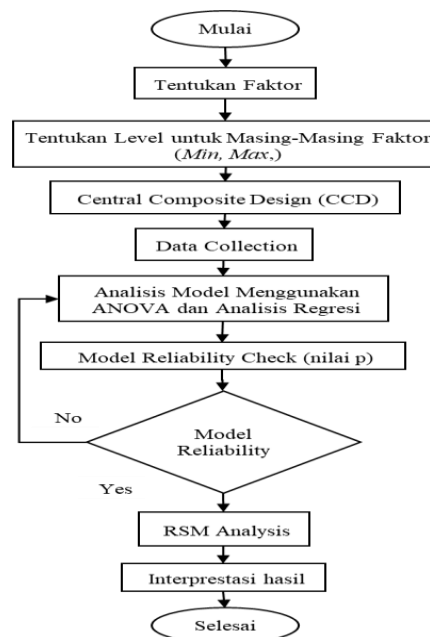 Mulai
Tentukan Faktor
Tentukan Level untuk Masing-Masing Faktor
(Min, Max,)
Central Composite Design (CCD)
Data Collection
Analisis Model Menggunakan
ANOVA dan Analisis Regresi
Model Reliability Check (nilai p)
No
Model
Reliability
Yes
RSM Analysis
Interprestasi hasil
Selesai